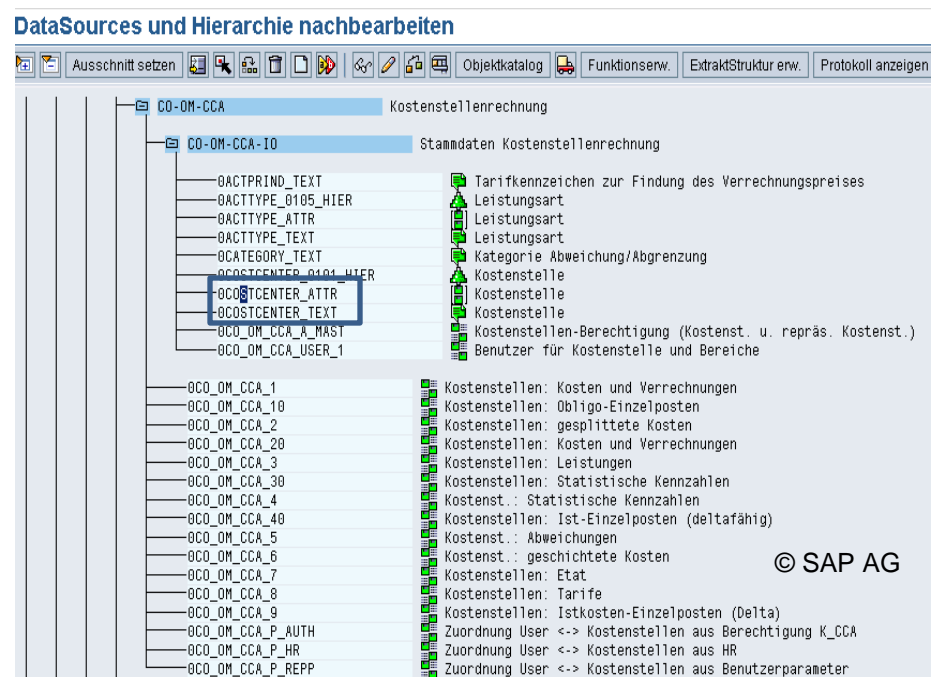 DataSources und Hierarchie nachbearbeiten
Ausschnitt setzen Objektkatalog Funktionserw. ExtraktStruktur erw. Protokoll anzeigen
CO-OM-CCA Kostenstellenrechnung
CO-OM-CCA-IO Stammdaten Kostenstellenrechnung
0ACTPRIND_TEXT Tarifkennzeichen zur Findung des Verrechnungspreises
0ACTTYPE_0105_HIER Leistungsart
0ACTTYPE_ATTR Leistungsart
0ACTTYPE_TEXT Leistungsart
0CATEGORY_TEXT Kategorie Abweichung/Abgrenzung
0COSTCENTER_0101_HIER Kostenstelle
0COSTCENTER_ATTR Kostenstelle
0COSTCENTER_TEXT Kostenstelle
0CO_OM_CCA_A_MAST Kostenstellen-Berechtigung (Kostenst. u. repräs. Kostenst.)
0CO_OM_CCA_USER_1 Benutzer für Kostenstelle und Bereiche
0CO_OM_CCA_1 Kostenstellen: Kosten und Verrechnungen
0CO_OM_CCA_10 Kostenstellen: Obligo-Einzelposten
0CO_OM_CCA_2 Kostenstellen: gesplittete Kosten
0CO_OM_CCA_20 Kostenstellen: Kosten und Verrechnungen
0CO_OM_CCA_3 Kostenstellen: Leistungen
0CO_OM_CCA_30 Kostenstellen: Statistische Kennzahlen
0CO_OM_CCA_4 Kostenst.: Statistische Kennzahlen
0CO_OM_CCA_40 Kostenstellen: Ist-Einzelposten (deltafähig)
0CO_OM_CCA_5 Kostenst.: Abweichungen
0CO_OM_CCA_6 Kostenst.: geschichtete Kosten
© SAP AG
0CO_OM_CCA_7 Kostenstellen: Etat
0CO_OM_CCA_8 Kostenstellen: Tarife
0CO_OM_CCA_9 Kostenstellen: Istkosten-Einzelposten (Delta)
0CO_OM_CCA_P_AUTH Zuordnung User <-> Kostenstellen aus Berechtigung K_CCA
0CO_OM_CCA_P_HR Zuordnung User <-> Kostenstellen aus HR
0CO_OM_CCA_P_REPP Zuordnung User <-> Kostenstellen aus Benutzerparameter